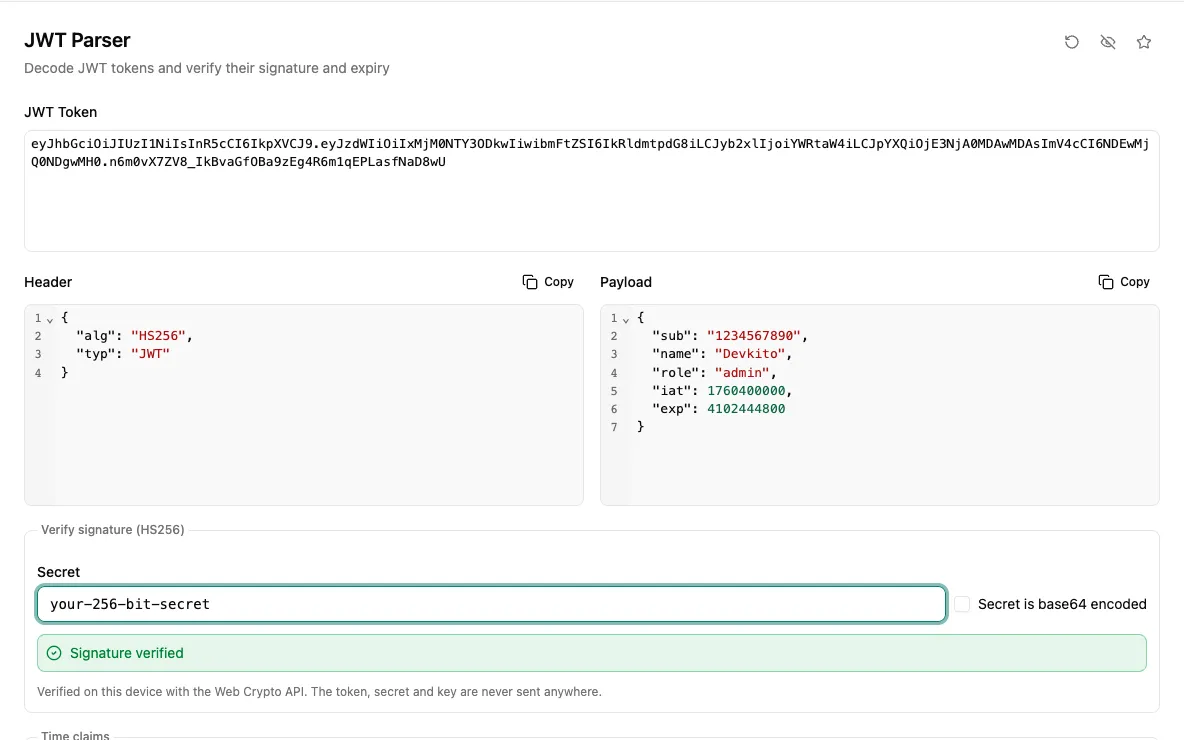 JWT Parser
Decode JWT tokens and verify their signature and expiry
JWT Token
eyJhbGciOiJIUzI1NiIsInR5cCI6IkpXVCJ9.eyJzdWIiOiIxMjM0NTY3ODkwIiwibmFtZSI6IkRldmtpdG8iLCJyb2xlIjoiYWRtaW4iLCJpYXQiOjE3NjA0MDAwMDAsImV4cCI6NDEwMj
Q0NDgwMH0.n6m0vX7ZV8_IkBvaGfOBa9zEg4R6m1qEPLasfNaD8wU
Header
Copy
1 {
2 "alg": "HS256",
3 "typ": "JWT"
4 }
Payload
Copy
1 {
2 "sub": "1234567890",
3 "name": "Devkito",
4 "role": "admin",
5 "iat": 1760400000,
6 "exp": 4102444800
7 }
Verify signature (HS256)
Secret
your-256-bit-secret
Secret is base64 encoded
Signature verified
Verified on this device with the Web Crypto API. The token, secret and key are never sent anywhere.
Time claims